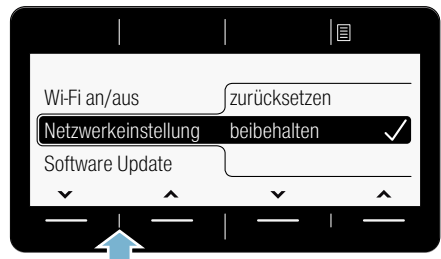 Wi-Fi an/aus
zurücksetzen
Netzwerkeinstellung
beibehalten
Software Update